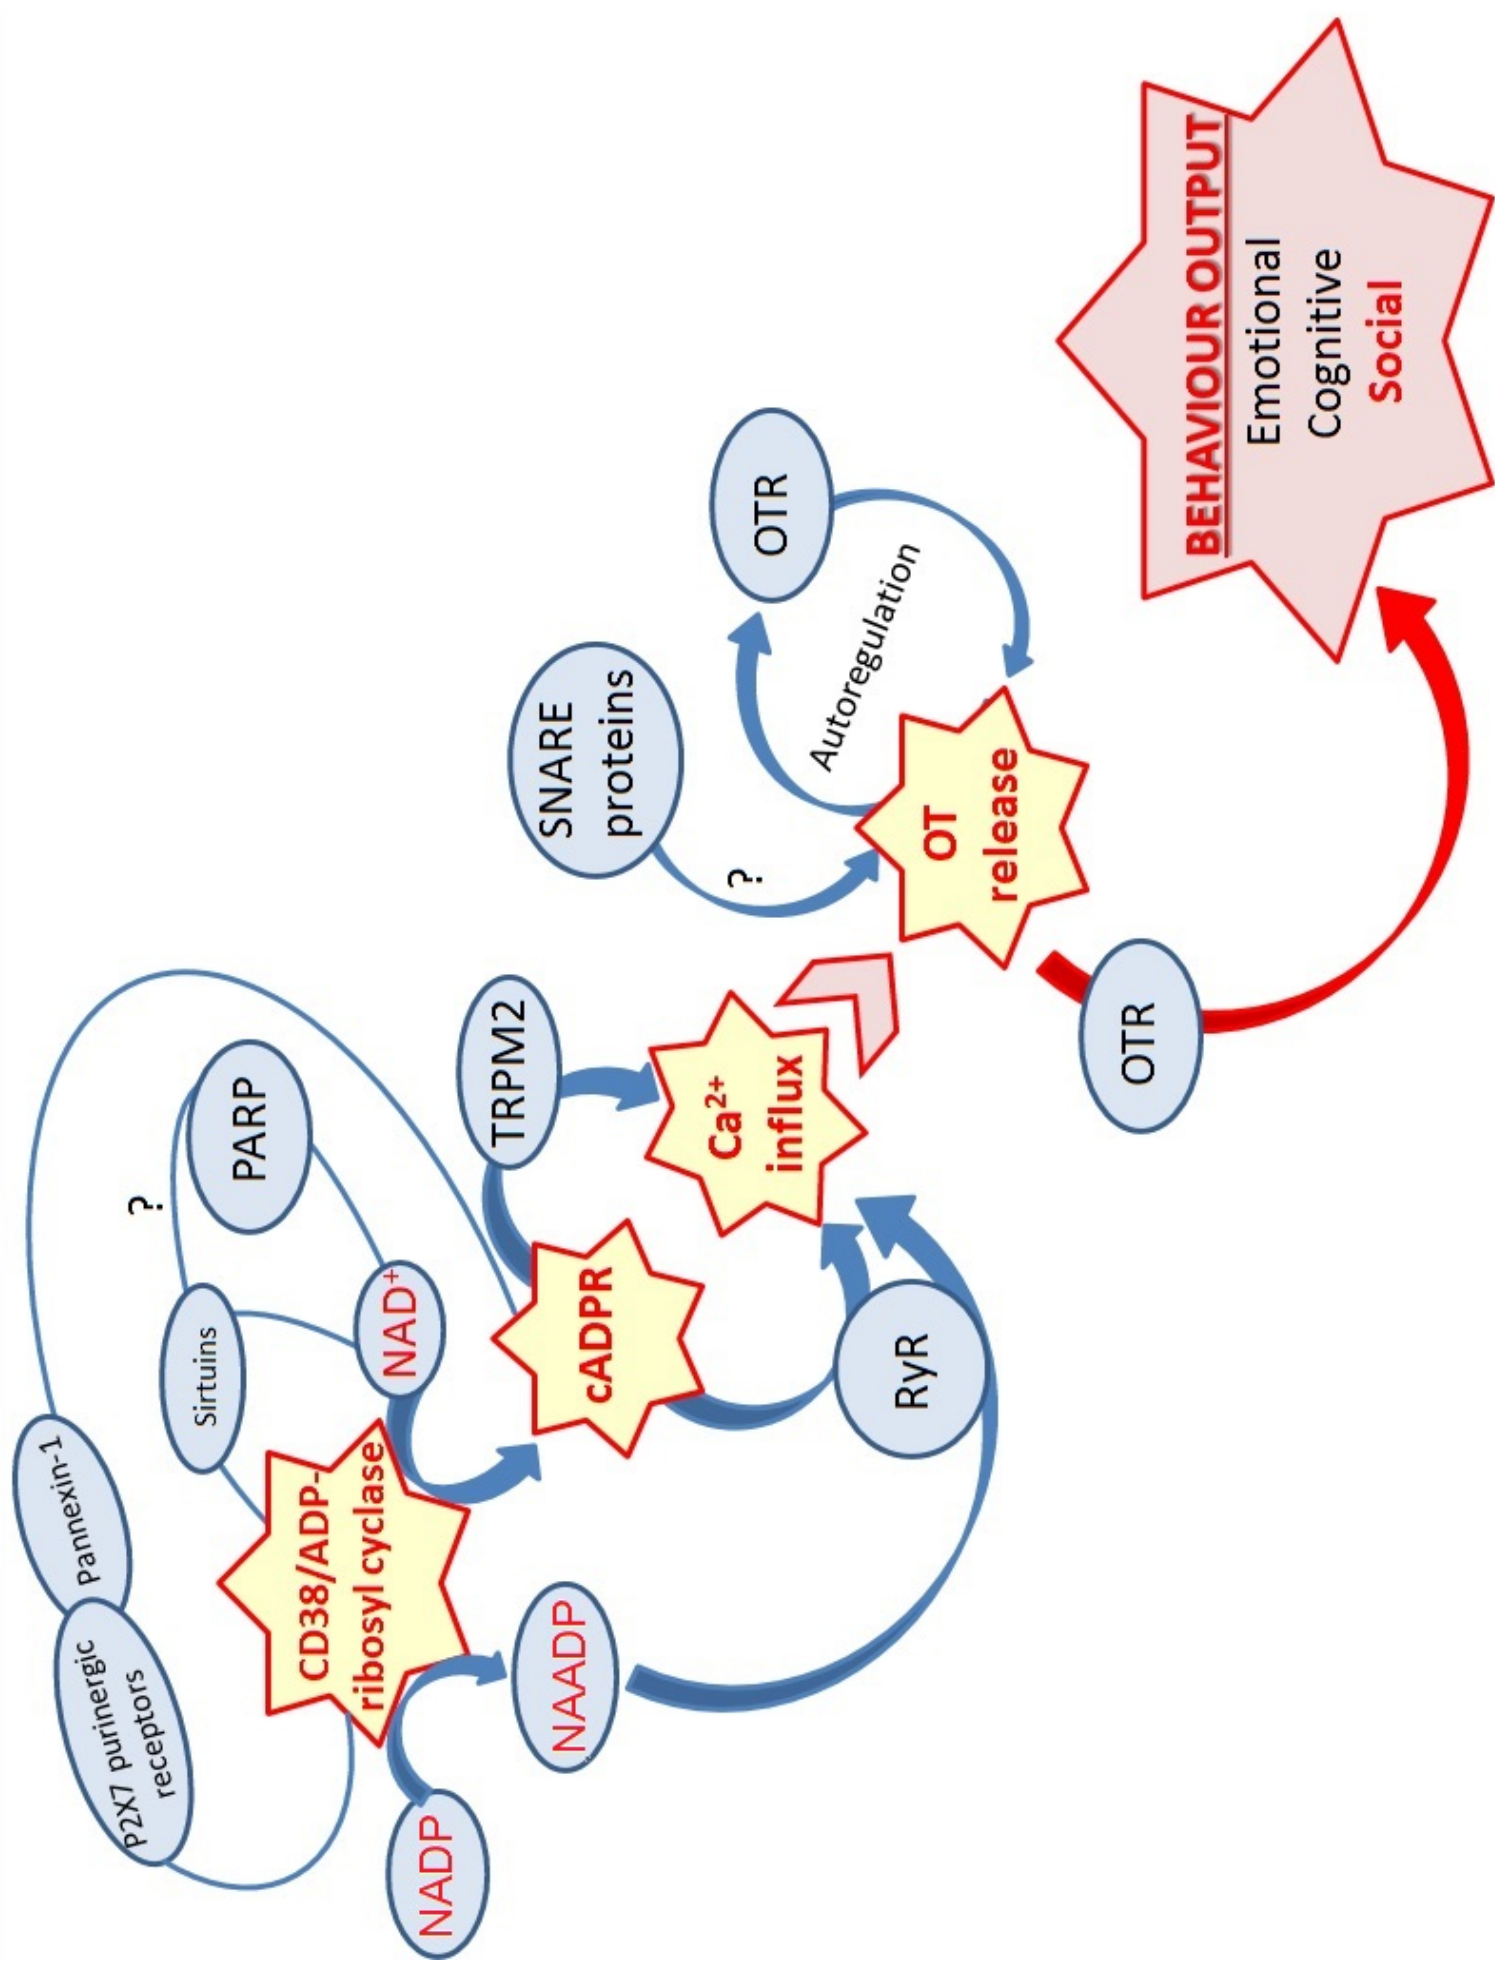 P2X7 purinergic
receptors
Pannexin-1
Sirtuins
?
PARP
NADP
CD38/ADP-
ribosyl cyclase
NAD⁺
NAADP
cADPR
TRPM2
RyR
Ca²⁺
influx
SNARE
proteins
?
OTR
Autoregulation
OT
release
OTR
BEHAVIOUR OUTPUT
Emotional
Cognitive
Social